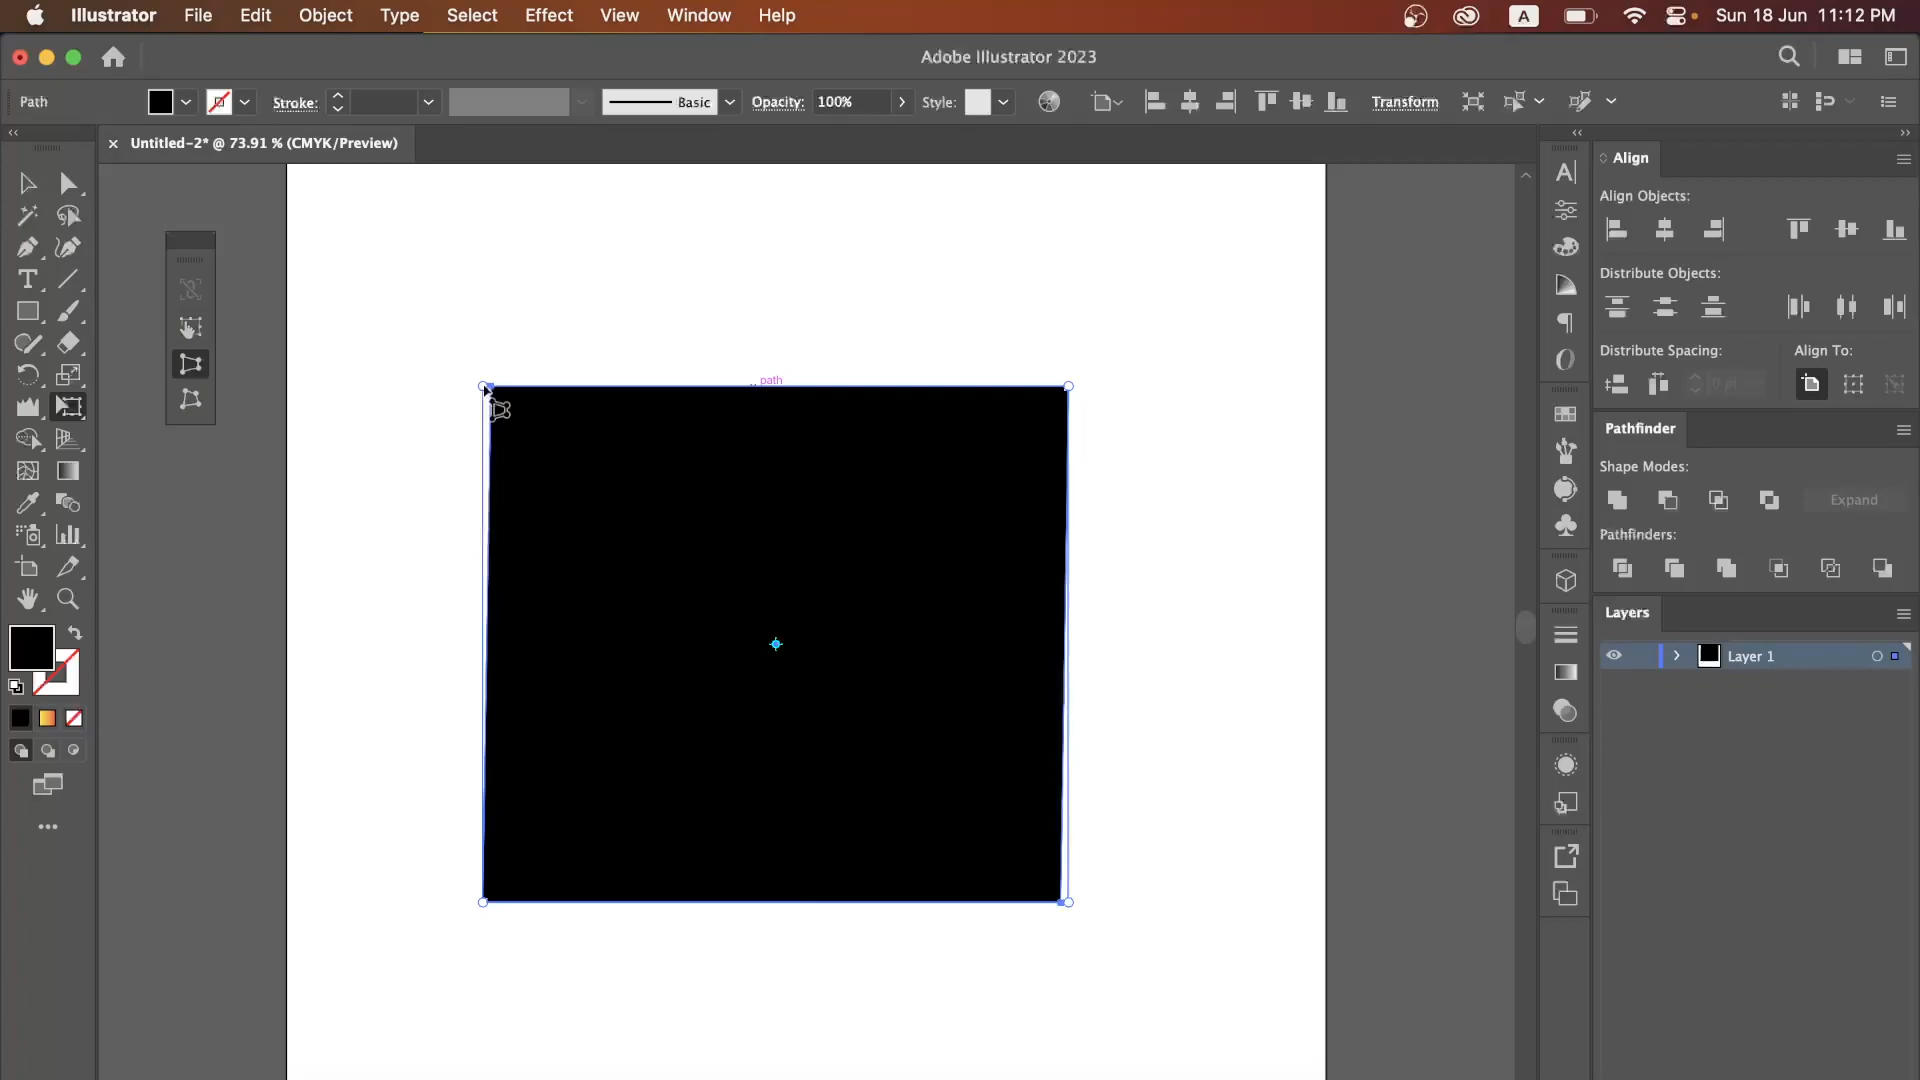 Illustrator File Edit Object Type Select Effect View Window Help A Sun 18 Jun 11:12 PM
Adobe Illustrator 2023
Path Stroke: Basic Opacity: 100% Style: Transform
Untitled-2* @ 73.91 % (CMYK/Preview)
Align
Align Objects:
Distribute Objects:
Distribute Spacing: Align To:
0 pt
path
Pathfinder
Shape Modes:
Expand
Pathfinders:
Layers
Layer 1